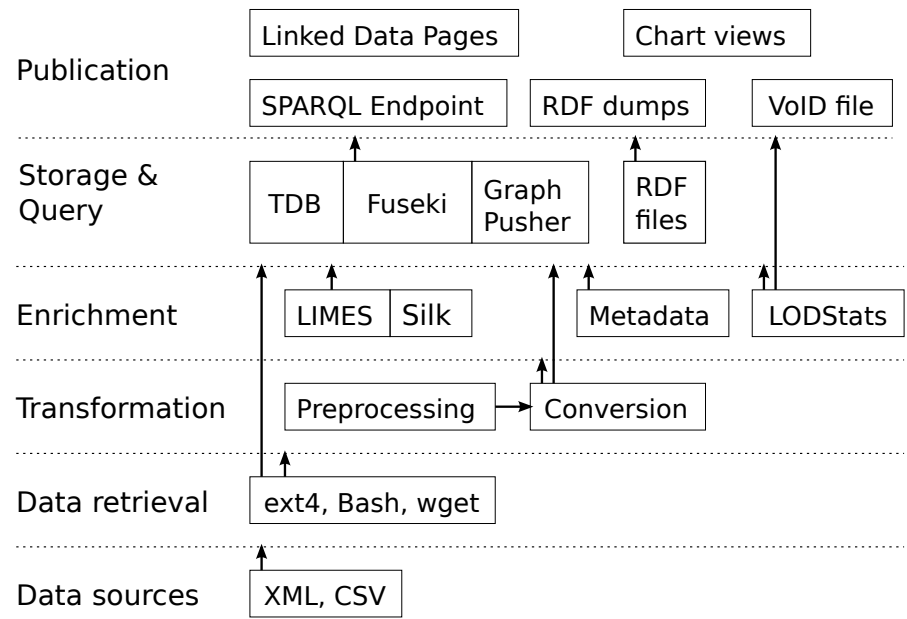 Publication
Linked Data Pages
Chart views
SPARQL Endpoint
RDF dumps
VoID file
Storage &
Query
TDB
Fuseki
Graph
Pusher
RDF
files
Enrichment
LIMES
Silk
Metadata
LODStats
Transformation
Preprocessing
Conversion
Data retrieval
ext4, Bash, wget
Data sources
XML, CSV